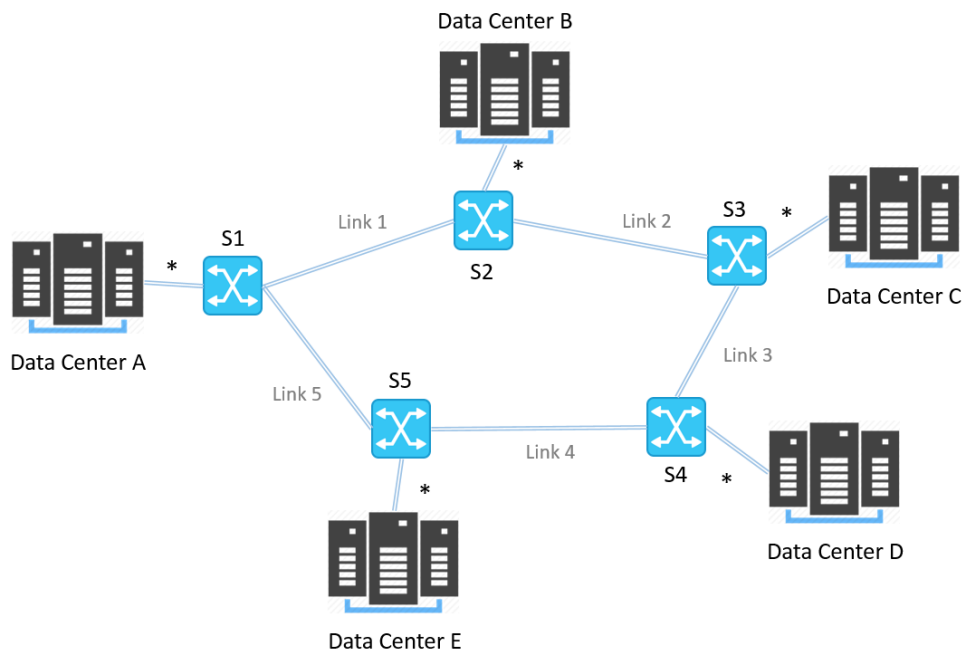 Data Center B
*
Link 1
Link 2
S3
*
S1
*
S2
Data Center C
Data Center A
Link 3
S5
Link 5
Link 4
S4
*
*
Data Center D
Data Center E